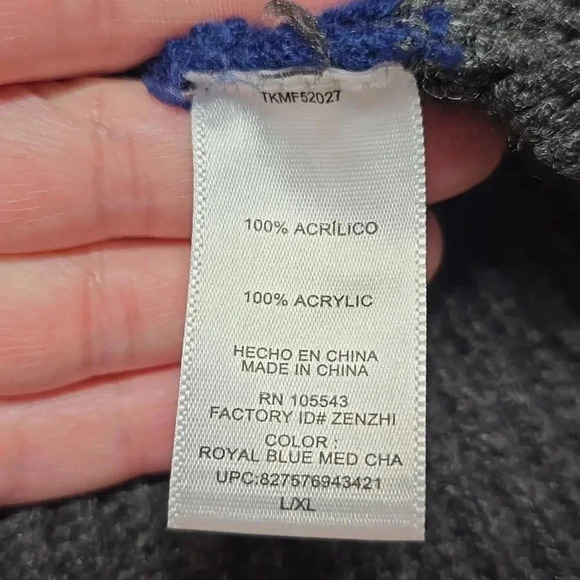 TKMF52027
100% ACRÍLICO
100% ACRYLIC
HECHO EN CHINA
MADE IN CHINA
RN 105543
FACTORY ID# ZENZHI
COLOR :
ROYAL BLUE MED CHA
UPC:827576943421
L/XL